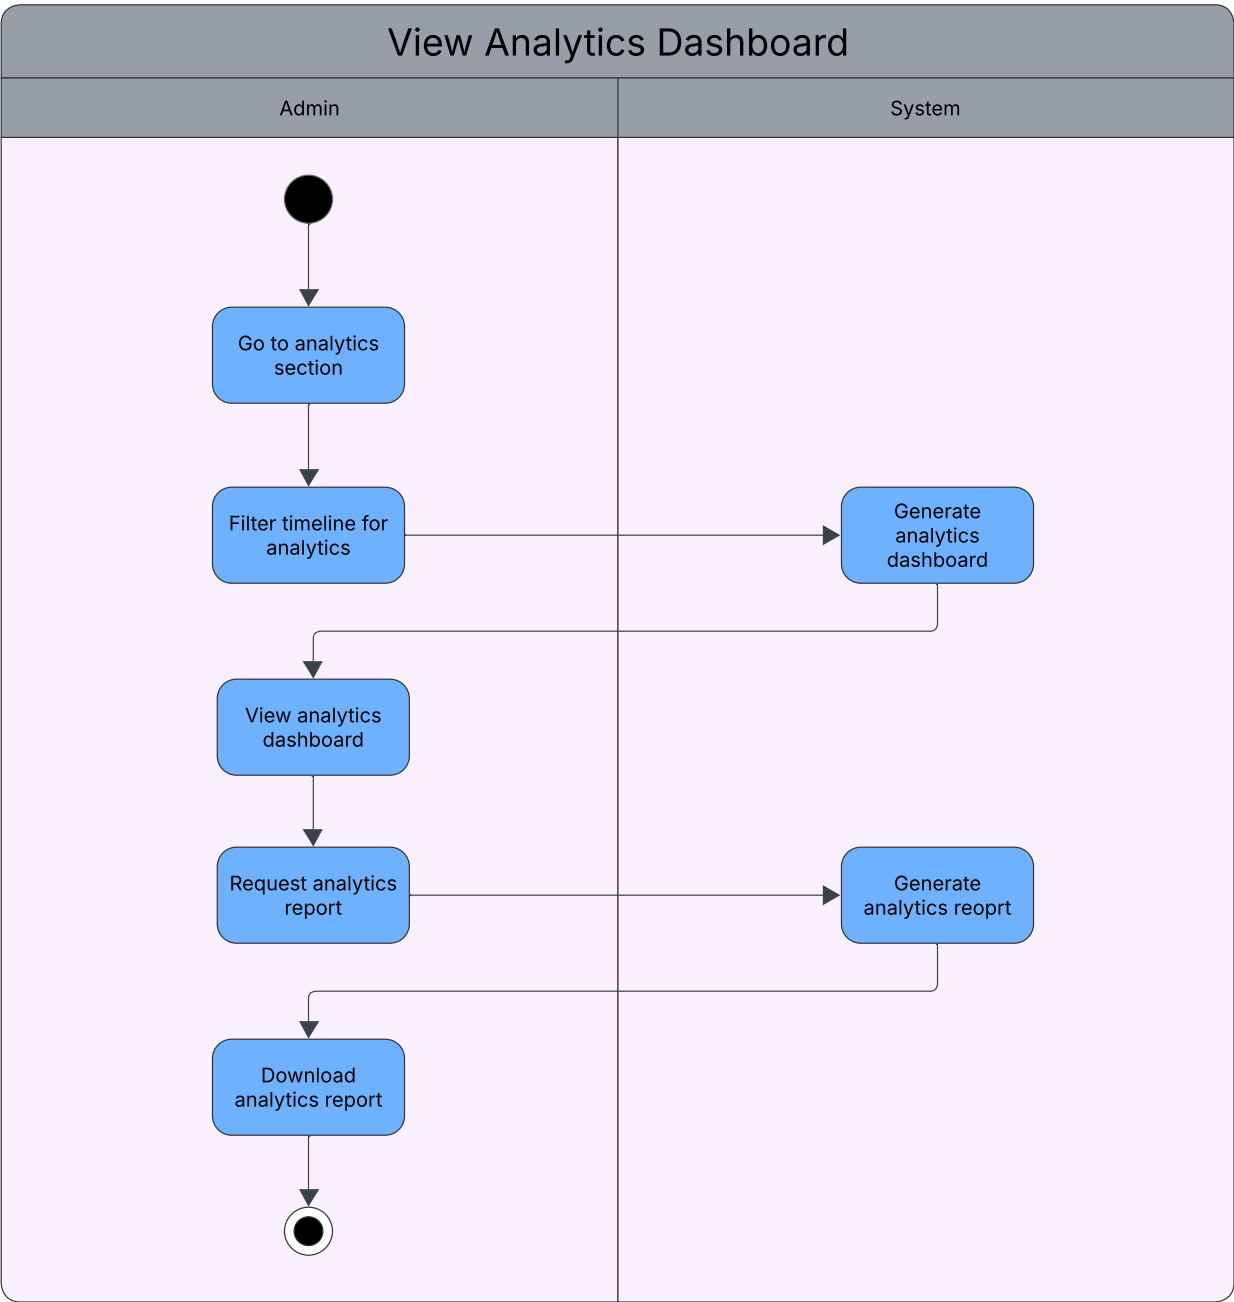 View Analytics Dashboard
Admin
System
Go to analytics
section
Filter timeline for
analytics
Generate
analytics
dashboard
View analytics
dashboard
Request analytics
report
Generate
analytics reoprt
Download
analytics report